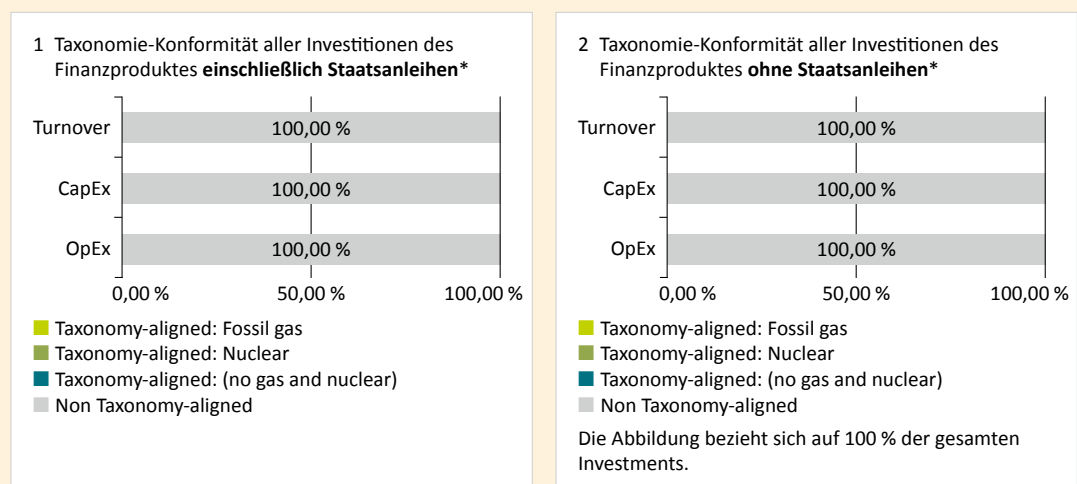 1 Taxonomie-Konformität aller Investitionen des
Finanzproduktes einschließlich Staatsanleihen*
Turnover 100,00 %
CapEx 100,00 %
OpEx 100,00 %
0,00 % 50,00 % 100,00 %
Taxonomy-aligned: Fossil gas
Taxonomy-aligned: Nuclear
Taxonomy-aligned: (no gas and nuclear)
Non Taxonomy-aligned
2 Taxonomie-Konformität aller Investitionen des
Finanzproduktes ohne Staatsanleihen*
Turnover 100,00 %
CapEx 100,00 %
OpEx 100,00 %
0,00 % 50,00 % 100,00 %
Taxonomy-aligned: Fossil gas
Taxonomy-aligned: Nuclear
Taxonomy-aligned: (no gas and nuclear)
Non Taxonomy-aligned
Die Abbildung bezieht sich auf 100 % der gesamten
Investments.